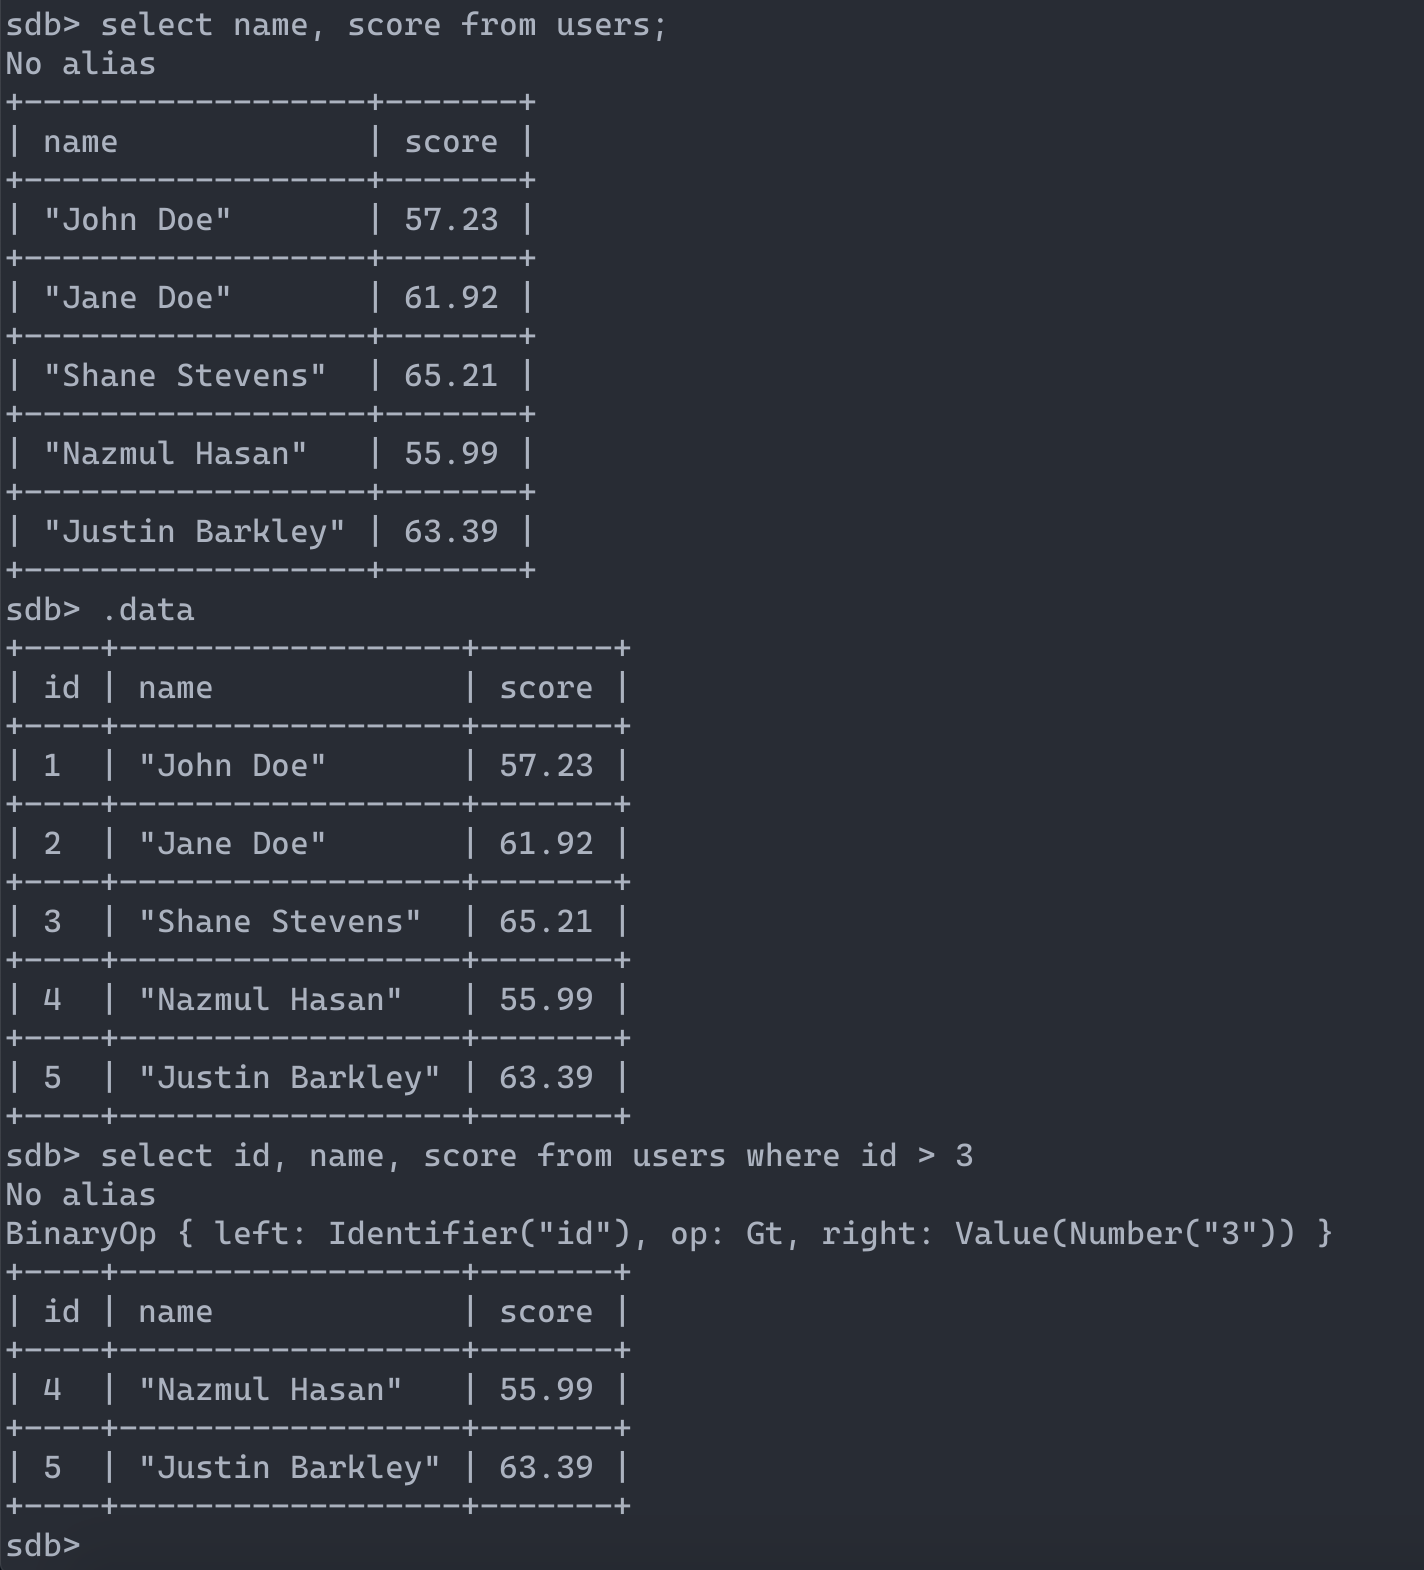 sdb> select name, score from users;
No alias
+------------------+-------+
| name             | score |
+------------------+-------+
| "John Doe"       | 57.23 |
+------------------+-------+
| "Jane Doe"       | 61.92 |
+------------------+-------+
| "Shane Stevens"  | 65.21 |
+------------------+-------+
| "Nazmul Hasan"   | 55.99 |
+------------------+-------+
| "Justin Barkley" | 63.39 |
+------------------+-------+
sdb> .data
+----+------------------+-------+
| id | name             | score |
+----+------------------+-------+
| 1  | "John Doe"       | 57.23 |
+----+------------------+-------+
| 2  | "Jane Doe"       | 61.92 |
+----+------------------+-------+
| 3  | "Shane Stevens"  | 65.21 |
+----+------------------+-------+
| 4  | "Nazmul Hasan"   | 55.99 |
+----+------------------+-------+
| 5  | "Justin Barkley" | 63.39 |
+----+------------------+-------+
sdb> select id, name, score from users where id > 3
No alias
BinaryOp { left: Identifier("id"), op: Gt, right: Value(Number("3")) }
+----+------------------+-------+
| id | name             | score |
+----+------------------+-------+
| 4  | "Nazmul Hasan"   | 55.99 |
+----+------------------+-------+
| 5  | "Justin Barkley" | 63.39 |
+----+------------------+-------+
sdb>